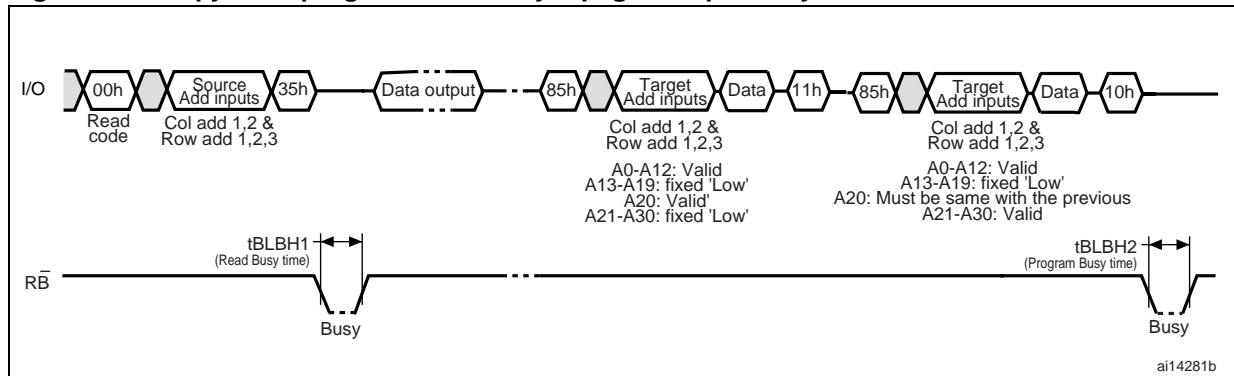 I/O
00h
Source
Add inputs
35h
Data output
85h
Target
Add inputs
Data
11h
85h
Target
Add inputs
Data
10h
Read
code
Col add 1,2 &
Row add 1,2,3
Col add 1,2 &
Row add 1,2,3
A0-A12: Valid
A13-A19: fixed 'Low'
A20: Valid'
A21-A30: fixed 'Low'
Col add 1,2 &
Row add 1,2,3
A0-A12: Valid
A13-A19: fixed 'Low'
A20: Must be same with the previous
A21-A30: Valid
tBLBH1
(Read Busy time)
tBLBH2
(Program Busy time)
RB̅
Busy
Busy
ai14281b